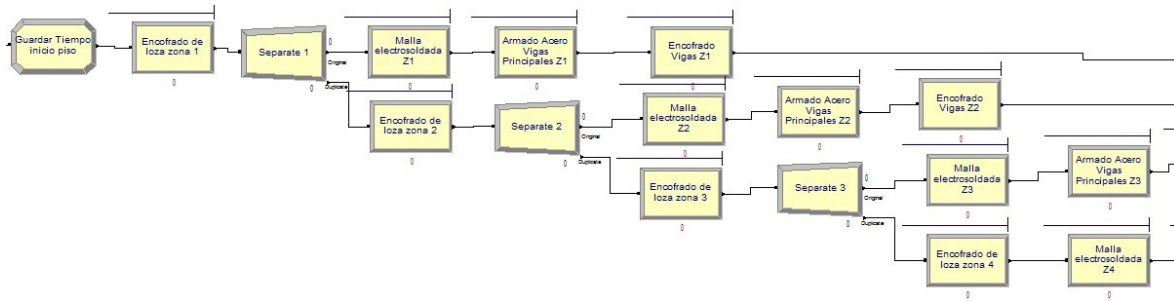 Guardar Tiempo
inicio piso
Encofrado de
loza zona 1
0
Separate 1
0
Original
0
Duplicate
Malla
electrosoldada
Z1
0
Armado Acero
Vigas
Principales Z1
0
Encofrado
Vigas Z1
0
Encofrado de
loza zona 2
0
Separate 2
0
Original
0
Duplicate
Malla
electrosoldada
Z2
0
Armado Acero
Vigas
Principales Z2
0
Encofrado
Vigas Z2
0
Encofrado de
loza zona 3
0
Separate 3
0
Original
0
Duplicate
Malla
electrosoldada
Z3
0
Armado Acero
Vigas
Principales Z3
0
Encofrado de
loza zona 4
0
Malla
electrosoldada
Z4
0